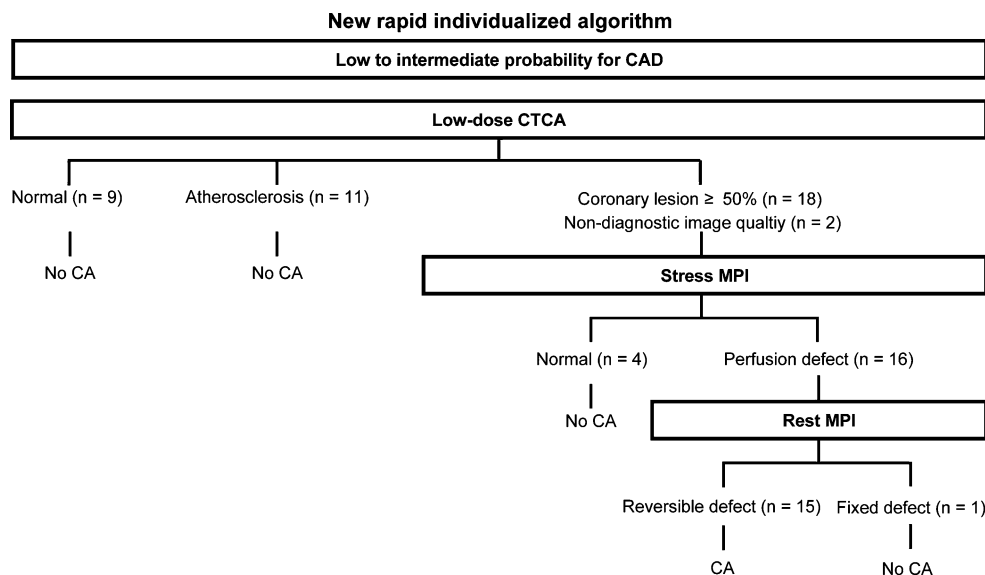 New rapid individualized algorithm
Low to intermediate probability for CAD
Low-dose CTCA
Normal (n = 9)
Atherosclerosis (n = 11)
Coronary lesion ≥ 50% (n = 18)
Non-diagnostic image qualtiy (n = 2)
No CA
No CA
Stress MPI
Normal (n = 4)
Perfusion defect (n = 16)
No CA
Rest MPI
Reversible defect (n = 15)
Fixed defect (n = 1)
CA
No CA